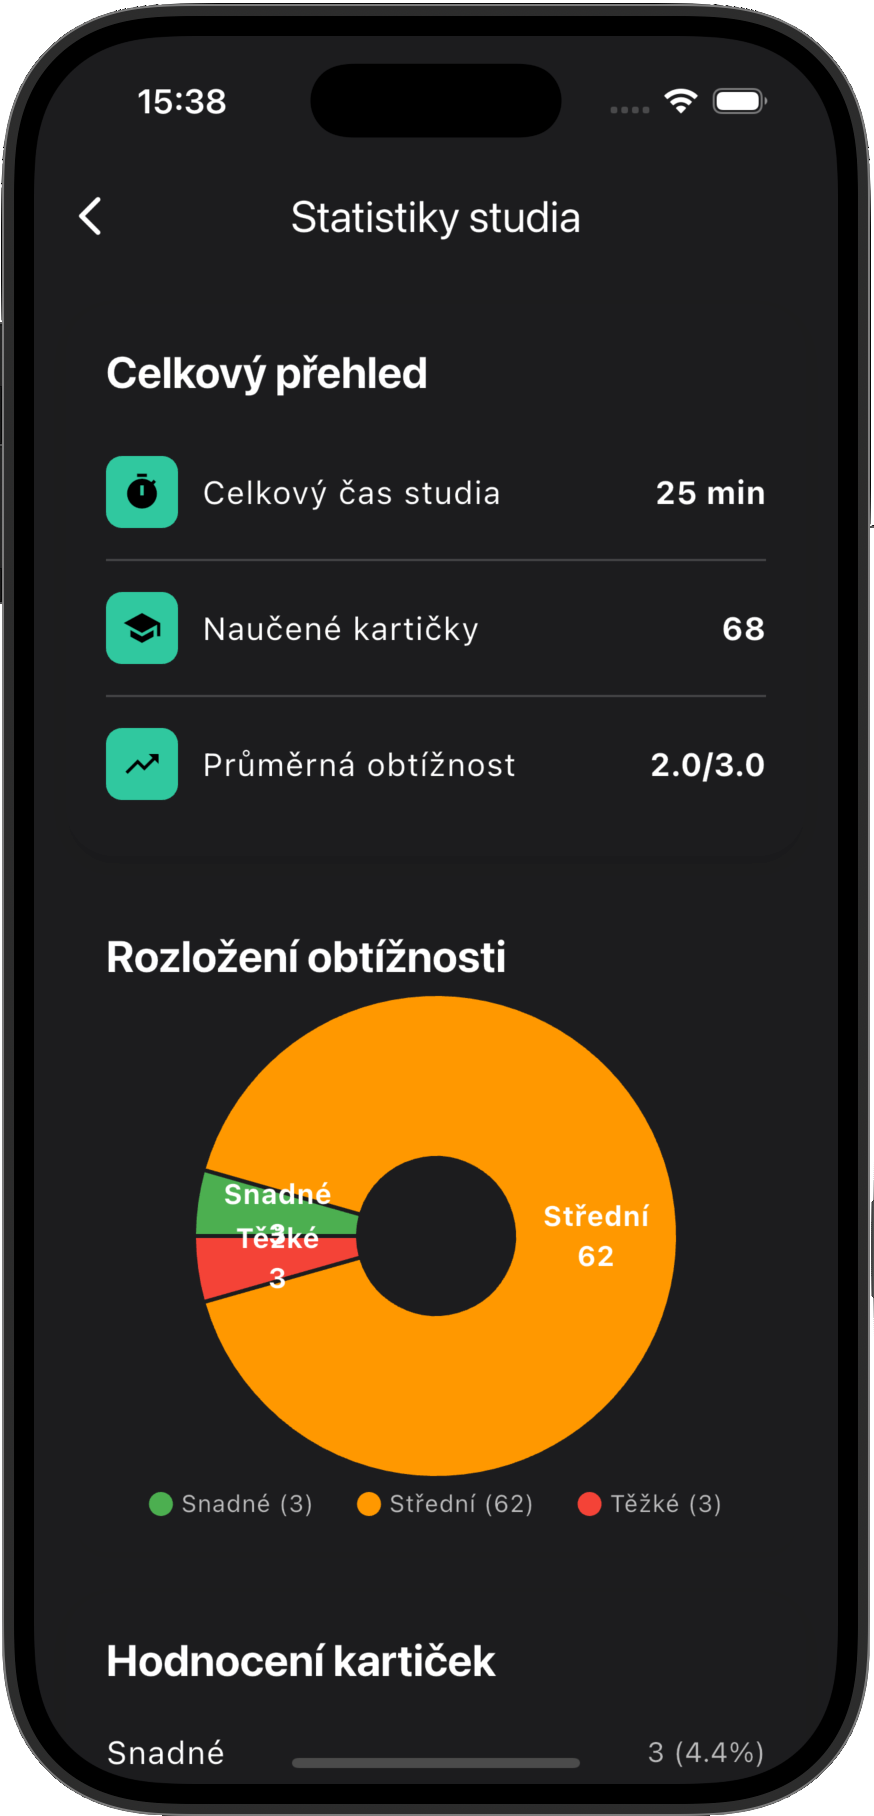 15:38
Statistiky studia
Celkový přehled
Celkový čas studia 25 min
Naučené kartičky 68
Průměrná obtížnost 2.0/3.0
Rozložení obtížnosti
Snadné
3
Těžké
3
Střední
62
Snadné (3) Střední (62) Těžké (3)
Hodnocení kartiček
Snadné 3 (4.4%)